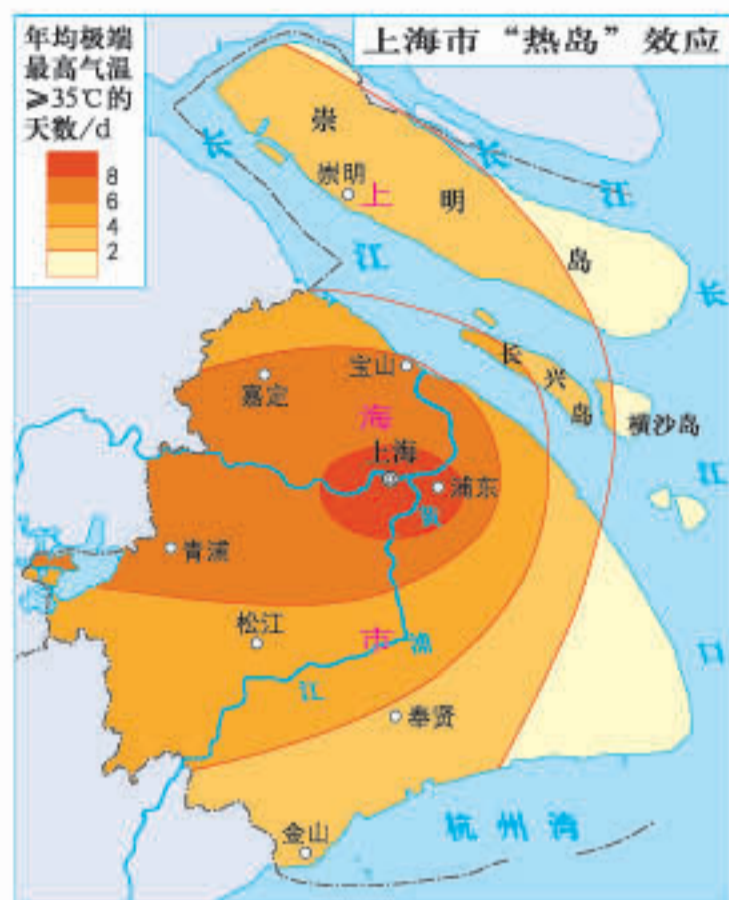 上海市“热岛”效应
年均极端
最高气温
≥35℃的
天数/d
8
6
4
2
崇
明
岛
崇明
长
江
长
江
上
海
市
长
江
口
长
兴
岛
横沙岛
宝山
嘉定
上海
浦东
黄
浦
江
青浦
松江
奉贤
金山
杭州湾